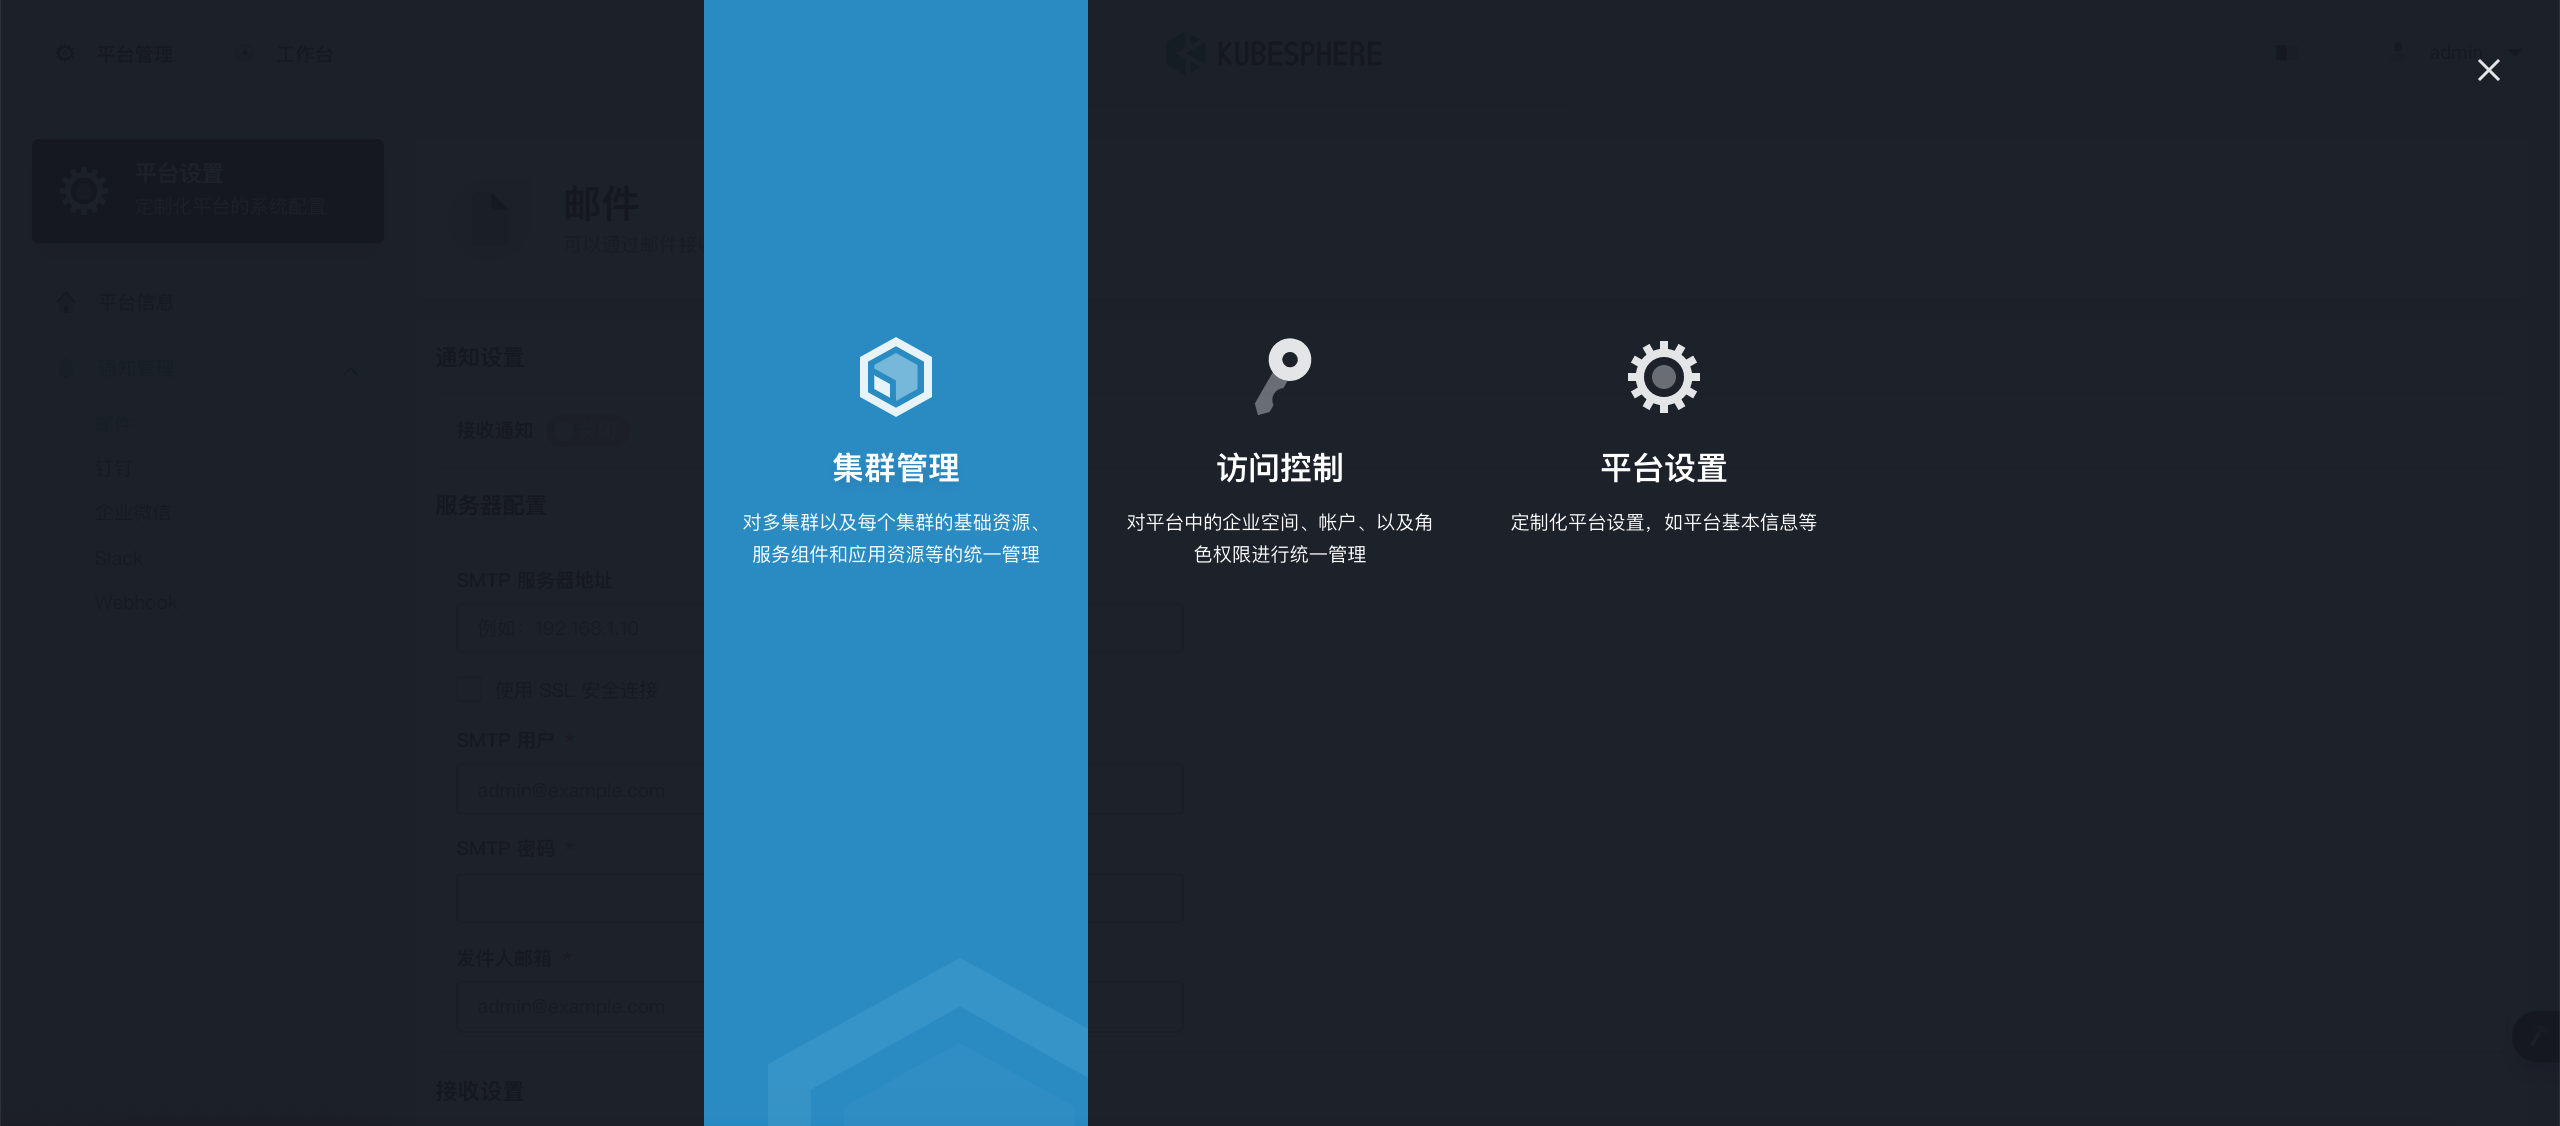 平台管理
工作台
KUBESPHERE
admin
平台设置
定制化平台的系统配置
平台信息
通知管理
邮件
钉钉
企业微信
Slack
Webhook
邮件
可以通过邮件接
通知设置
接收通知
服务器配置
SMTP 服务器地址
例如：192.168.1.10
使用 SSL 安全连接
SMTP 用户 *
admin@example.com
SMTP 密码 *
发件人邮箱 *
admin@example.com
接收设置
集群管理
对多集群以及每个集群的基础资源、
服务组件和应用资源等的统一管理
访问控制
对平台中的企业空间、帐户、以及角
色权限进行统一管理
平台设置
定制化平台设置，如平台基本信息等